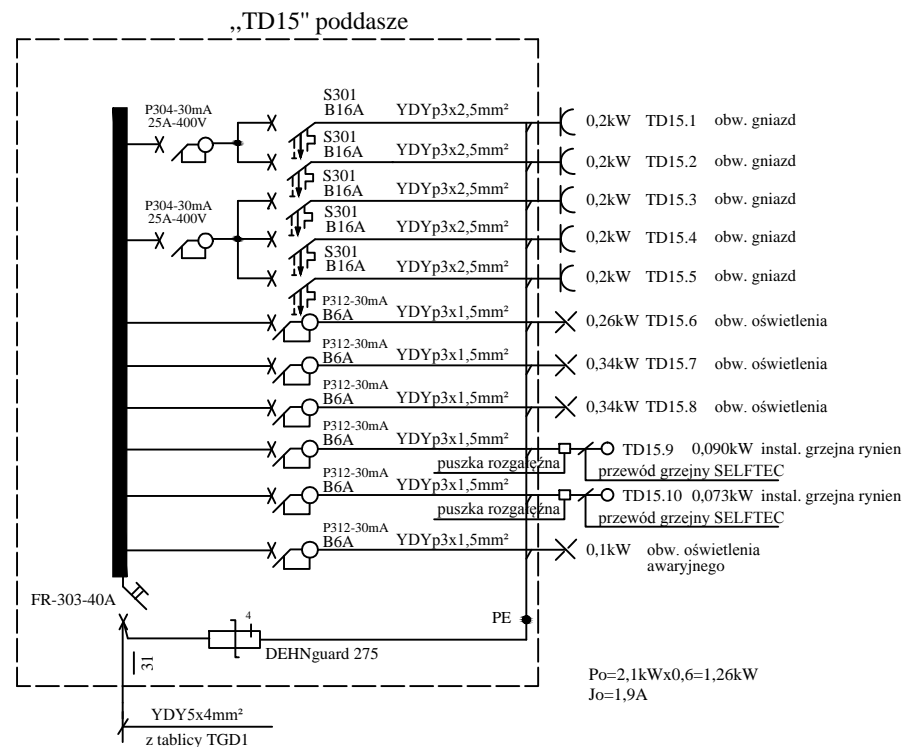 ,,TD15" poddasze
P304-30mA
25A-400V
S301
B16A
YDYp3x2,5mm²
0,2kW TD15.1 obw. gniazd
S301
B16A
YDYp3x2,5mm²
0,2kW TD15.2 obw. gniazd
P304-30mA
25A-400V
S301
B16A
YDYp3x2,5mm²
0,2kW TD15.3 obw. gniazd
S301
B16A
YDYp3x2,5mm²
0,2kW TD15.4 obw. gniazd
S301
B16A
YDYp3x2,5mm²
0,2kW TD15.5 obw. gniazd
P312-30mA
B6A
YDYp3x1,5mm²
0,26kW TD15.6 obw. oświetlenia
P312-30mA
B6A
YDYp3x1,5mm²
0,34kW TD15.7 obw. oświetlenia
P312-30mA
B6A
YDYp3x1,5mm²
0,34kW TD15.8 obw. oświetlenia
P312-30mA
B6A
YDYp3x1,5mm²
puszka rozgałęźna
TD15.9 0,090kW instal. grzejna rynien
przewód grzejny SELFTEC
P312-30mA
B6A
YDYp3x1,5mm²
puszka rozgałęźna
TD15.10 0,073kW instal. grzejna rynien
przewód grzejny SELFTEC
P312-30mA
B6A
YDYp3x1,5mm²
0,1kW obw. oświetlenia
awaryjnego
FR-303-40A
PE
4
DEHNguard 275
31
Po=2,1kWx0,6=1,26kW
Jo=1,9A
YDY5x4mm²
z tablicy TGD1